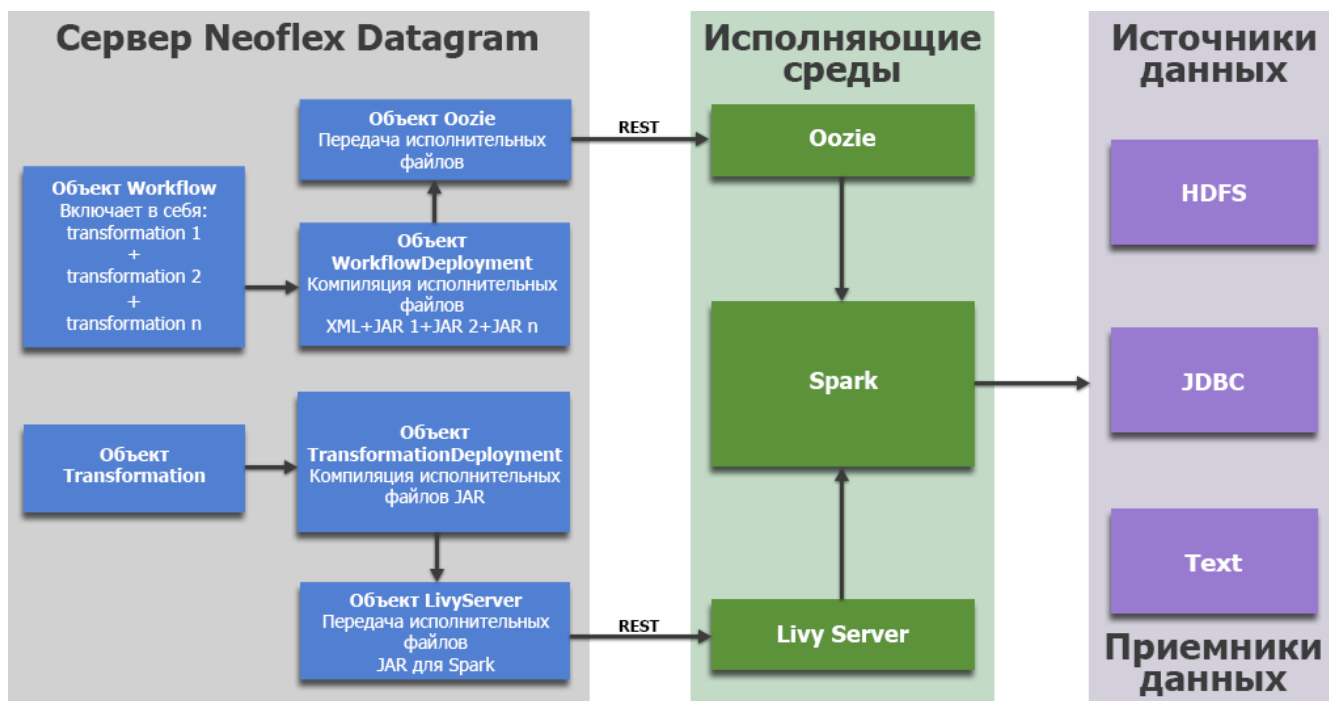 Сервер Neoflex Datagram
Объект Oozie
Передача исполнительных
файлов
Объект Workflow
Включает в себя:
transformation 1
+
transformation 2
+
transformation n
Объект
WorkflowDeployment
Компиляция исполнительных
файлов
XML+JAR 1+JAR 2+JAR n
Объект
Transformation
Объект
TransformationDeployment
Компиляция исполнительных
файлов JAR
Объект LivyServer
Передача исполнительных
файлов
JAR для Spark
REST
REST
Исполняющие
среды
Oozie
Spark
Livy Server
Источники
данных
HDFS
JDBC
Text
Приемники
данных